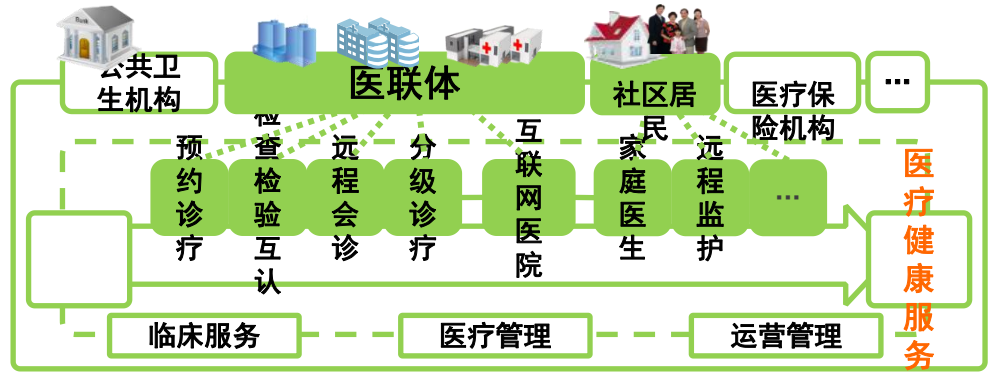 Bank
公共卫
生机构
医联体
社区居
民
医疗保
险机构
...
预约诊疗
检查检验互认
远程会诊
分级诊疗
互联网医院
家庭医生
远程监护
...
医疗健康服务
临床服务
医疗管理
运营管理